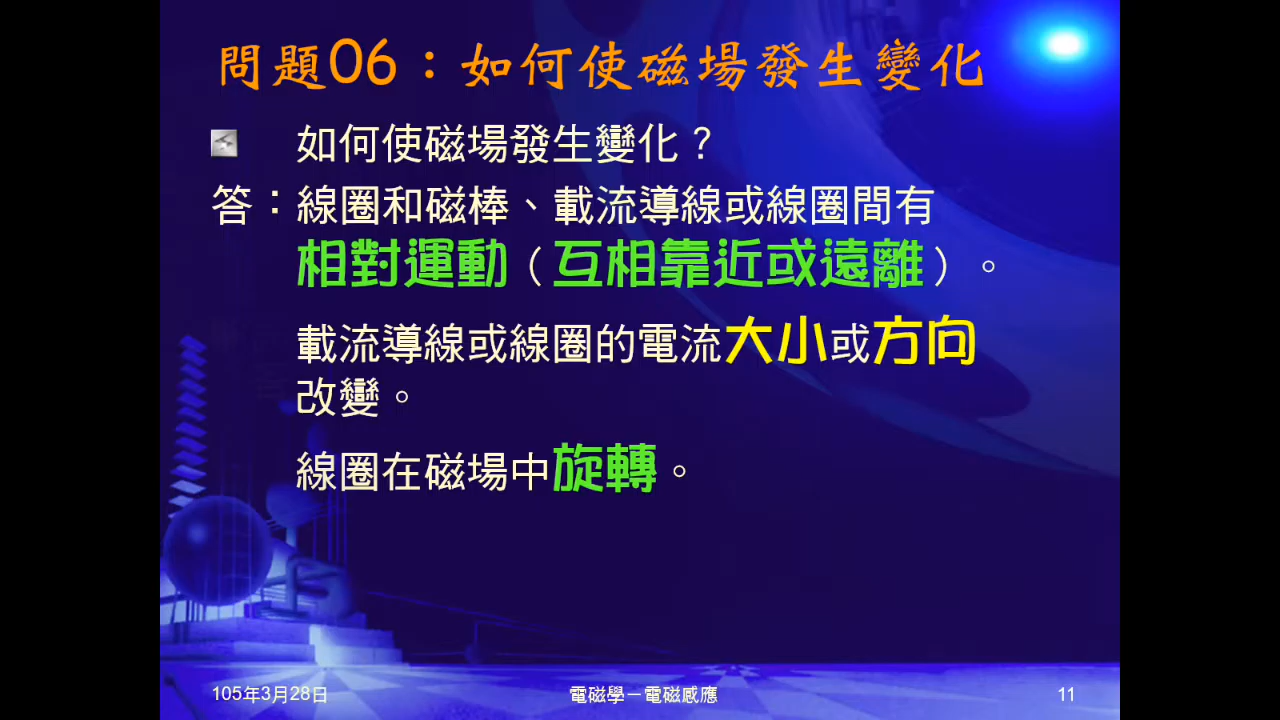 問題06：如何使磁場發生變化
如何使磁場發生變化？
答：線圈和磁棒、載流導線或線圈間有
相對運動（互相靠近或遠離）。
載流導線或線圈的電流大小或方向
改變。
線圈在磁場中旋轉。
105年3月28日
電磁學－電磁感應
11